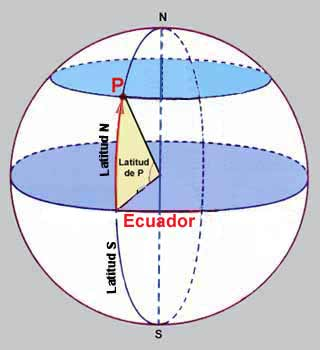 N
P
Latitud N
Latitud
de P
Ecuador
Latitud S
S